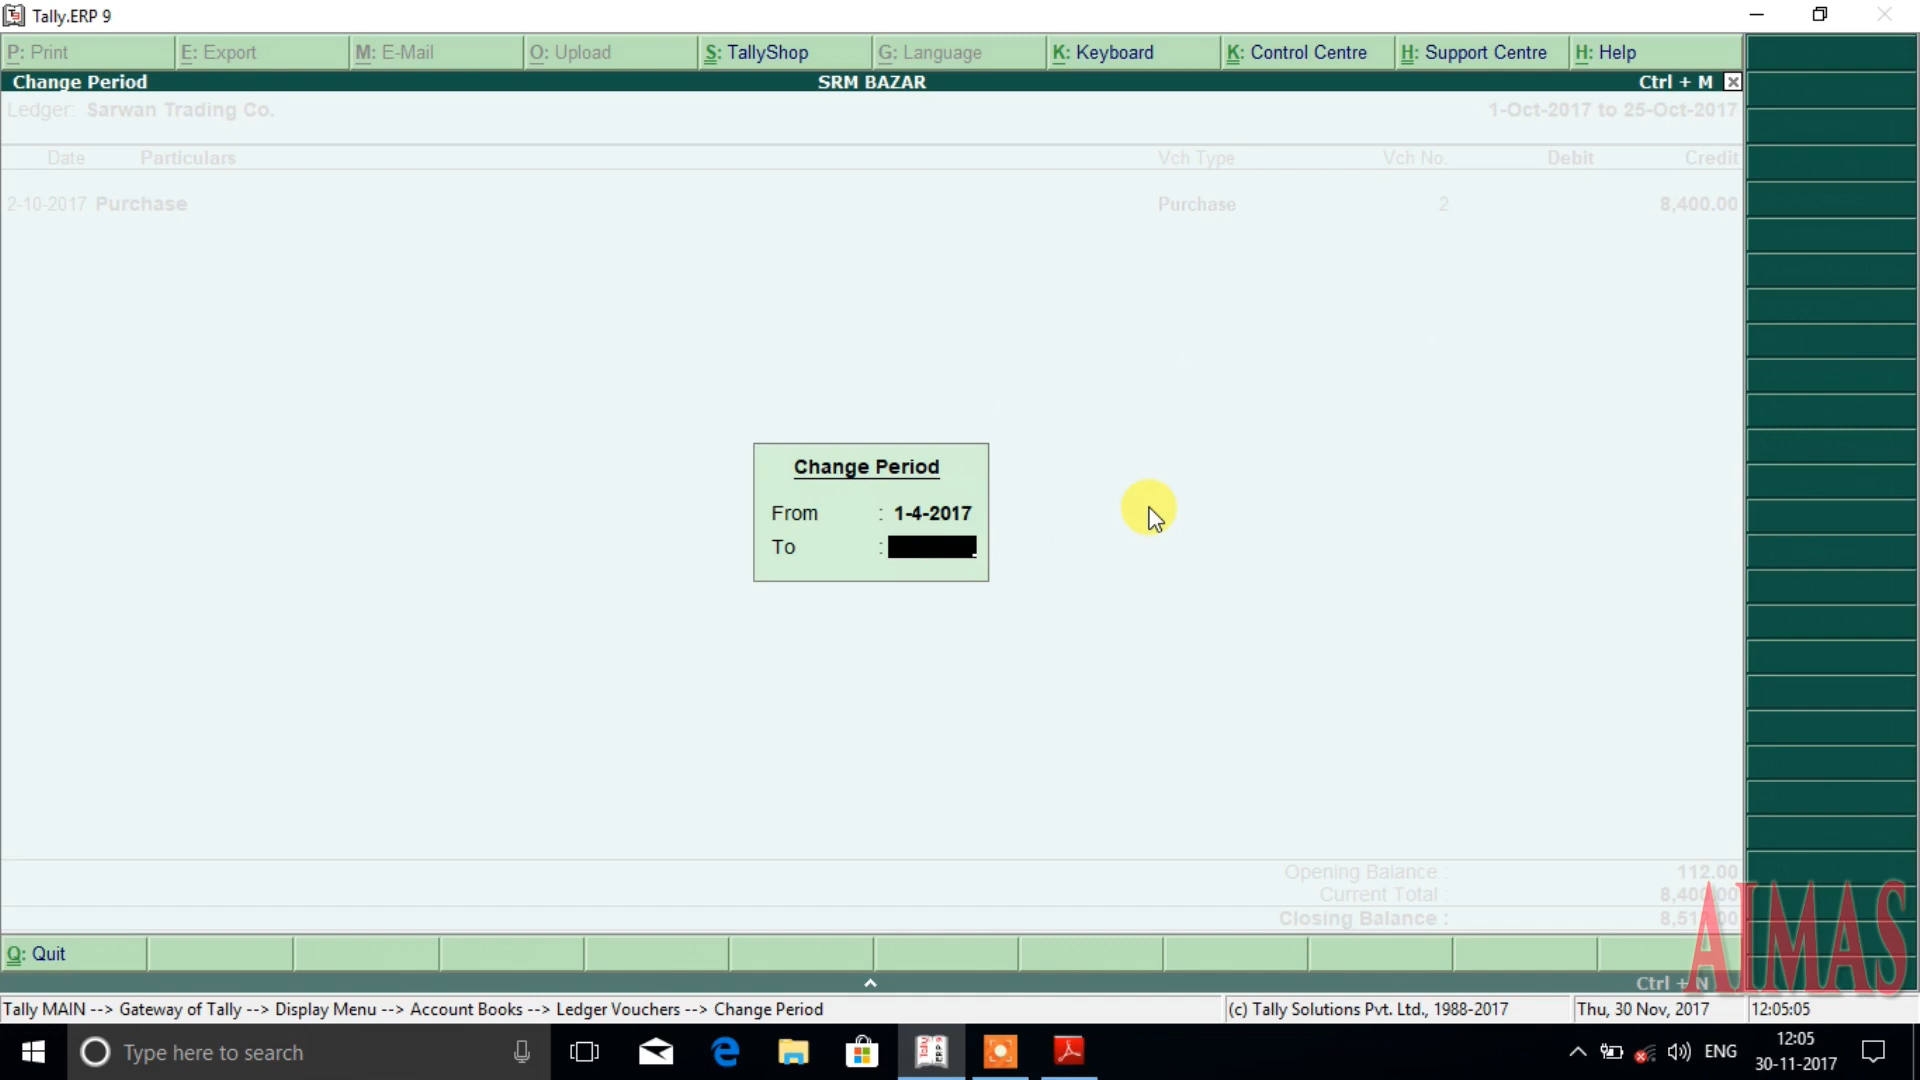 Tally.ERP 9
P: Print E: Export M: E-Mail O: Upload S: TallyShop G: Language K: Keyboard K: Control Centre H: Support Centre H: Help
Change Period SRM BAZAR Ctrl + M
Ledger: Sarwan Trading Co. 1-Oct-2017 to 25-Oct-2017
Date Particulars Vch Type Vch No. Debit Credit
2-10-2017 Purchase Purchase 2 8,400.00
Change Period
From : 1-4-2017
To :
Opening Balance : 112.00
Current Total : 8,400.00
Closing Balance :
AIMAS
Q: Quit
Ctrl + N
Tally MAIN --> Gateway of Tally --> Display Menu --> Account Books --> Ledger Vouchers --> Change Period (c) Tally Solutions Pvt. Ltd., 1988-2017 Thu, 30 Nov, 2017 12:05:05
Type here to search ENG 12:05
30-11-2017